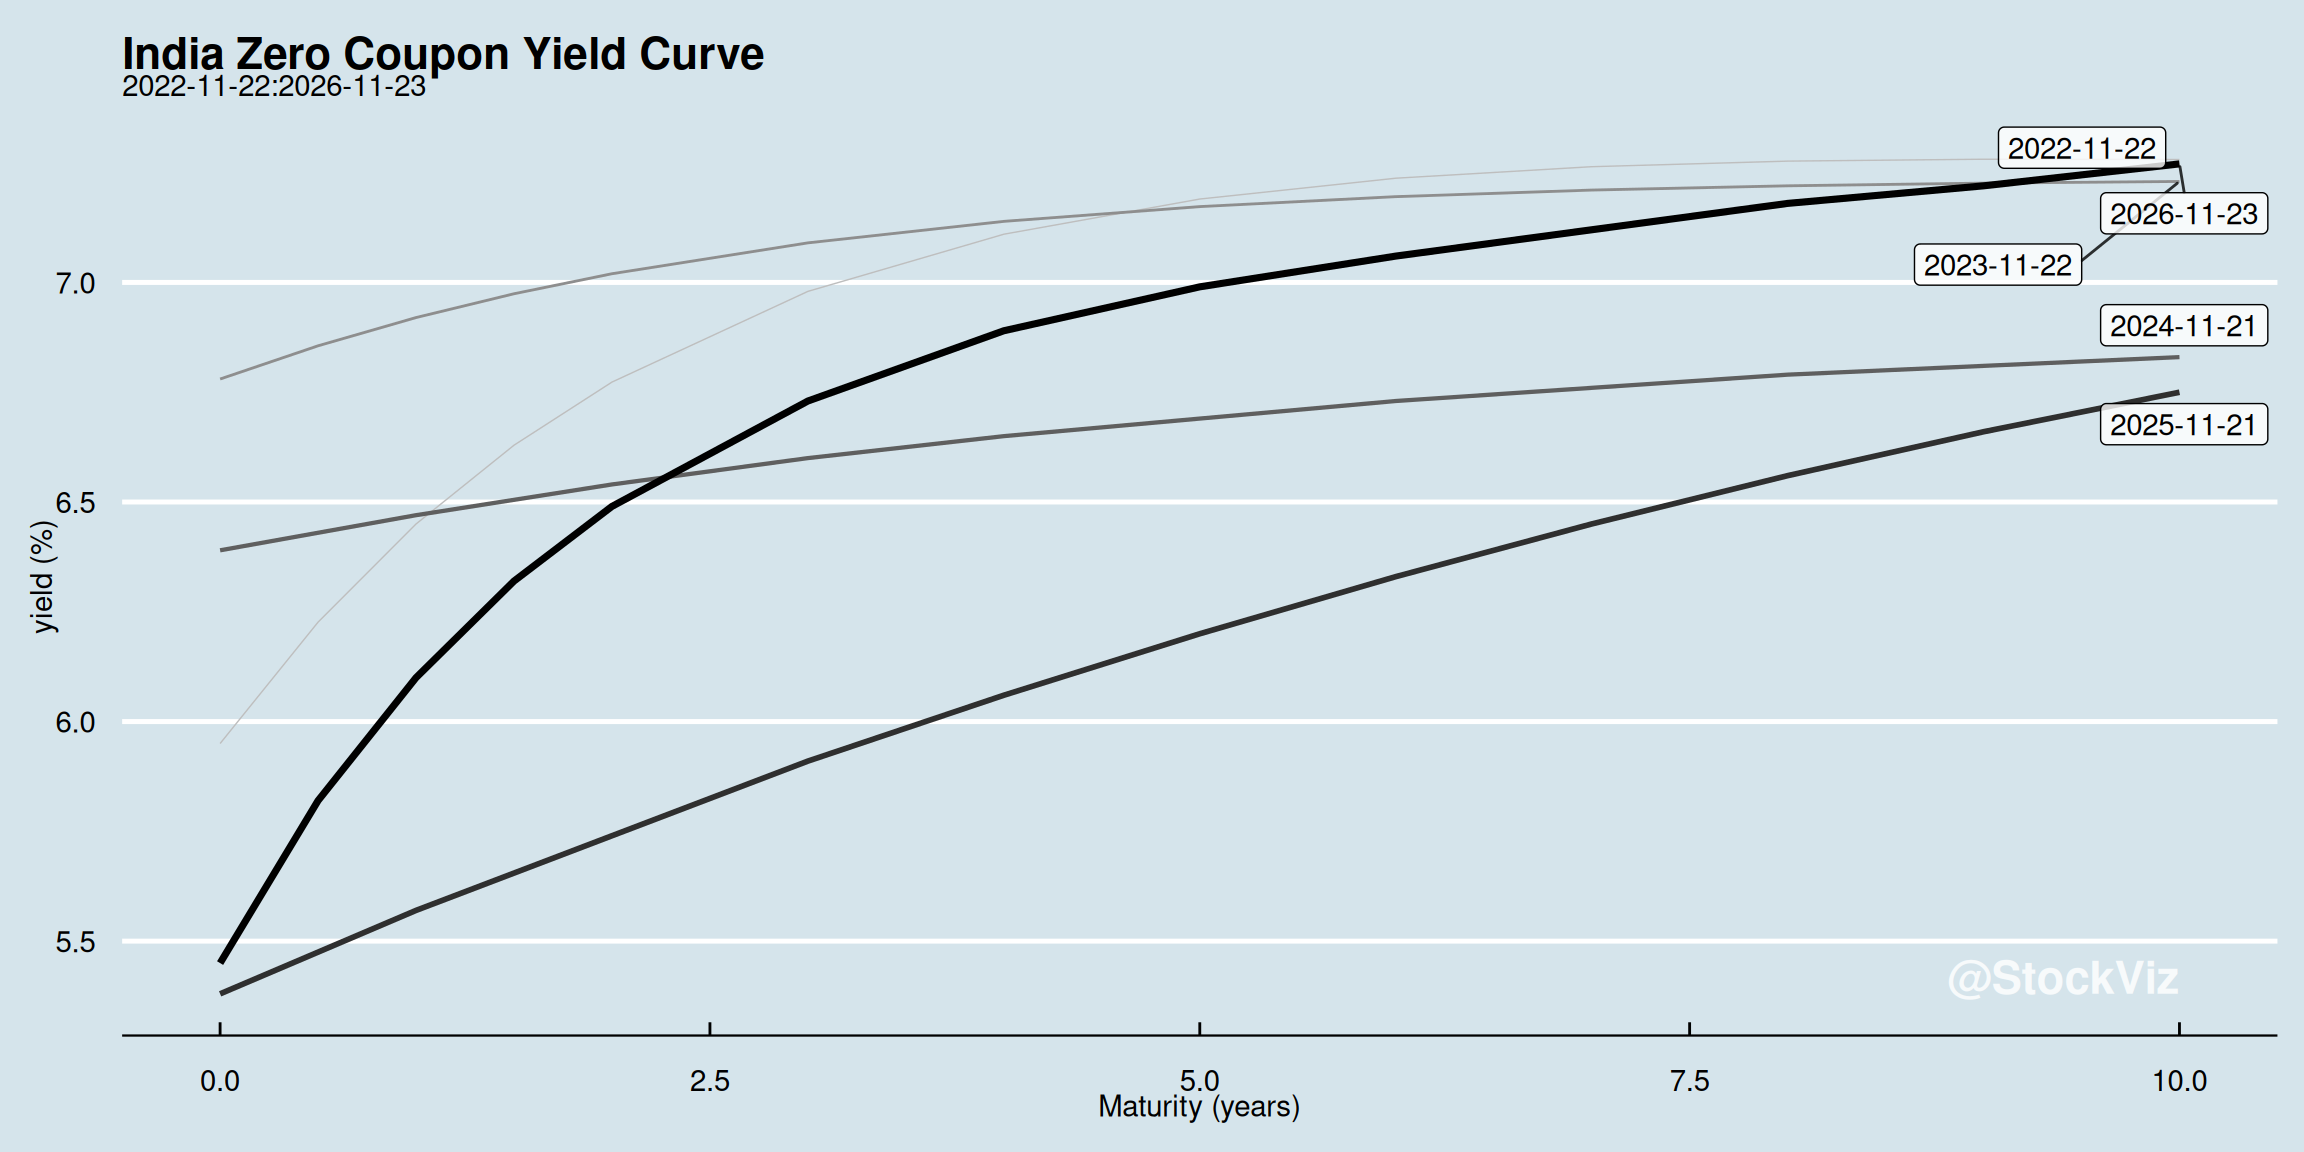 India Zero Coupon Yield Curve
2022-11-22:2026-11-23
2022-11-22
2026-11-23
2023-11-22
2024-11-21
2025-11-21
7.0
6.5
6.0
5.5
yield (%)
@StockViz
0.0 2.5 5.0 7.5 10.0
Maturity (years)